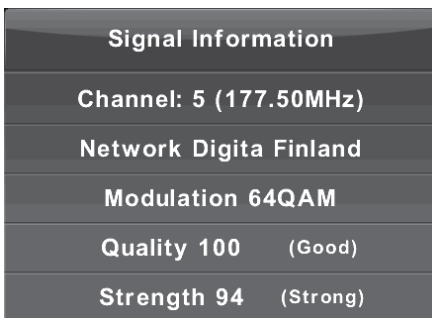 Signal Information
Channel: 5 (177.50MHz)
Network Digita Finland
Modulation 64QAM
Quality 100 (Good)
Strength 94 (Strong)